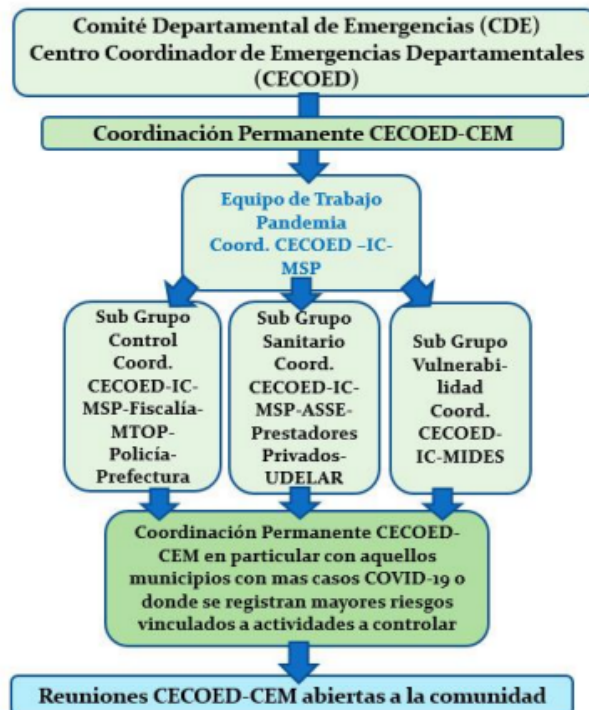 Comité Departamental de Emergencias (CDE)
Centro Coordinador de Emergencias Departamentales
(CECOED)
Coordinación Permanente CECOED-CEM
Equipo de Trabajo
Pandemia
Coord. CECOED –IC-
MSP
Sub Grupo
Control
Coord.
CECOED-IC-
MSP-Fiscalía-
MTOP-
Policía-
Prefectura
Sub Grupo
Sanitario
Coord.
CECOED-IC-
MSP-ASSE-
Prestadores
Privados-
UDELAR
Sub Grupo
Vulnerabi-
lidad
Coord.
CECOED-
IC-MIDES
Coordinación Permanente CECOED-
CEM en particular con aquellos
municipios con mas casos COVID-19 o
donde se registran mayores riesgos
vinculados a actividades a controlar
Reuniones CECOED-CEM abiertas a la comunidad